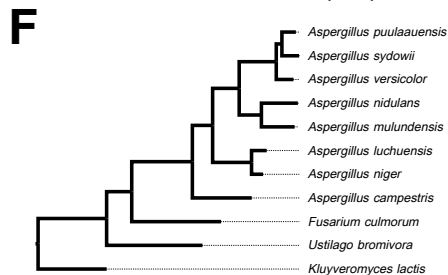 F
Aspergillus puulaauensis
Aspergillus sydowii
Aspergillus versicolor
Aspergillus nidulans
Aspergillus mulundensis
Aspergillus luchuensis
Aspergillus niger
Aspergillus campestris
Fusarium culmorum
Ustilago bromivora
Kluyveromyces lactis